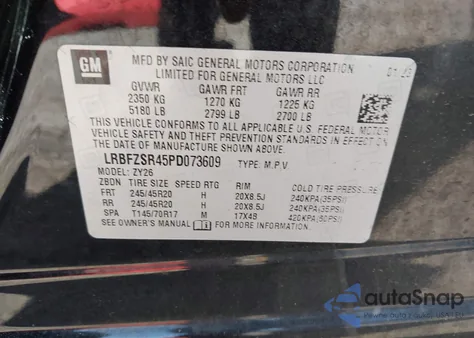 GM
MFD BY SAIC GENERAL MOTORS CORPORATION
LIMITED FOR GENERAL MOTORS LLC
01/23
GVWR GAWR FRT GAWR RR
2350 KG 1270 KG 1225 KG
5180 LB 2799 LB 2700 LB
THIS VEHICLE CONFORMS TO ALL APPLICABLE U.S. FEDERAL MOTOR
VEHICLE SAFETY, BUMPER, AND THEFT PREVENTION STANDARDS IN EFFECT ON
THE DATE OF MANUFACTURE SHOWN ABOVE.
LRBFZSR45PD073609 TYPE: M.P.V.
MODEL: ZY26
ZBDN TIRE SIZE SPEED RTG RIM COLD TIRE PRESSURE
FRT 245/45R20 H 20X8.5J 240KPA(35PSI)
RR 245/45R20 H 20X8.5J 240KPA(35PSI)
SPA T145/70R17 M 17X4B 420KPA(60PSI)
SEE OWNER'S MANUAL FOR MORE INFORMATION.
autoSnap